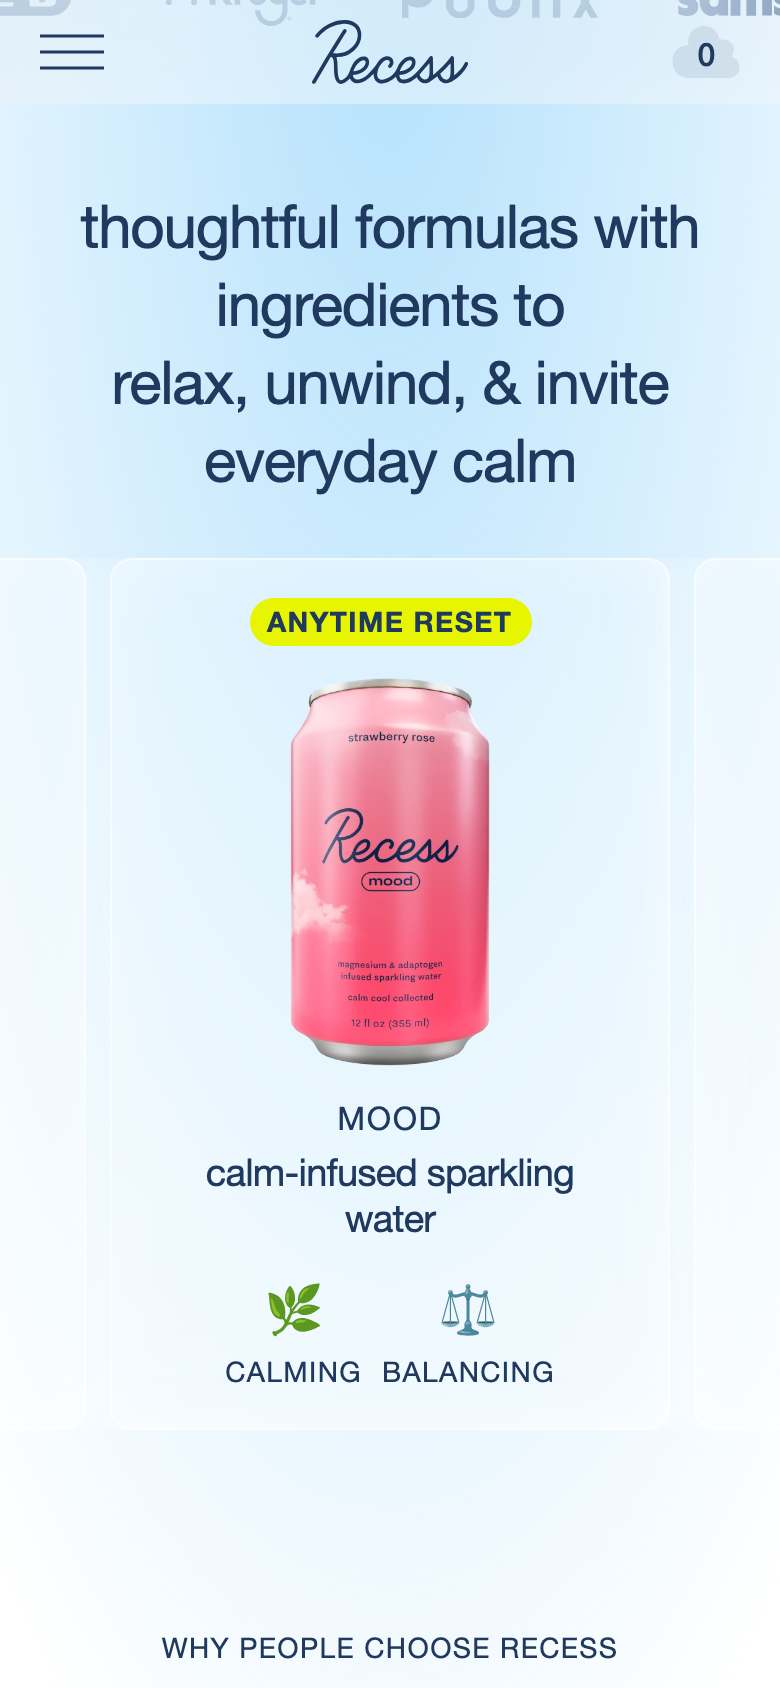 Recess
0
thoughtful formulas with
ingredients to
relax, unwind, & invite
everyday calm
ANYTIME RESET
strawberry rose
Recess
mood
magnesium & adaptogen
infused sparkling water
calm cool collected
12 fl oz (355 ml)
MOOD
calm-infused sparkling
water
CALMING BALANCING
WHY PEOPLE CHOOSE RECESS